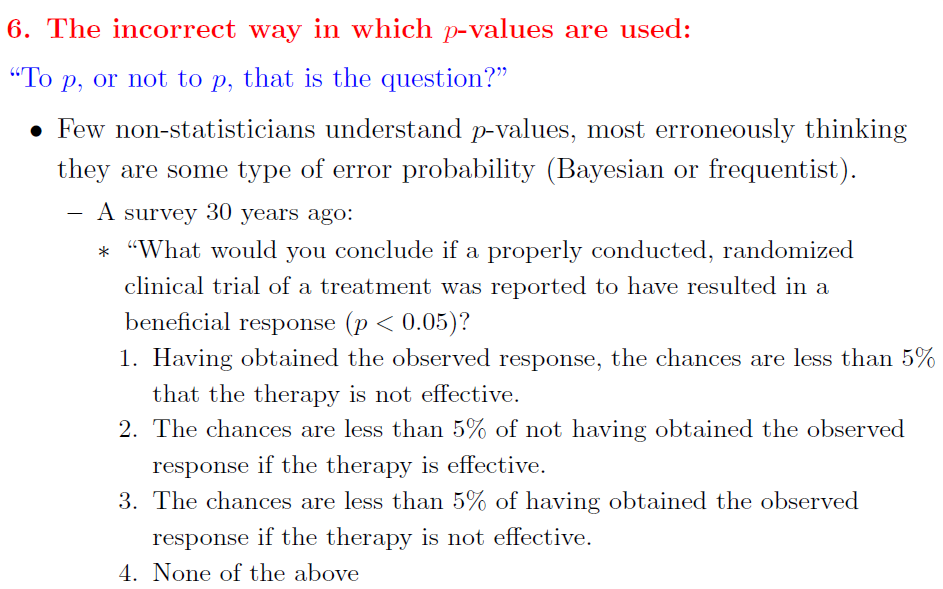 6. The incorrect way in which p-values are used:
“To p, or not to p, that is the question?”
• Few non-statisticians understand p-values, most erroneously thinking
they are some type of error probability (Bayesian or frequentist).
– A survey 30 years ago:
∗ “What would you conclude if a properly conducted, randomized
clinical trial of a treatment was reported to have resulted in a
beneficial response (p < 0.05)?
1. Having obtained the observed response, the chances are less than 5%
that the therapy is not effective.
2. The chances are less than 5% of not having obtained the observed
response if the therapy is effective.
3. The chances are less than 5% of having obtained the observed
response if the therapy is not effective.
4. None of the above